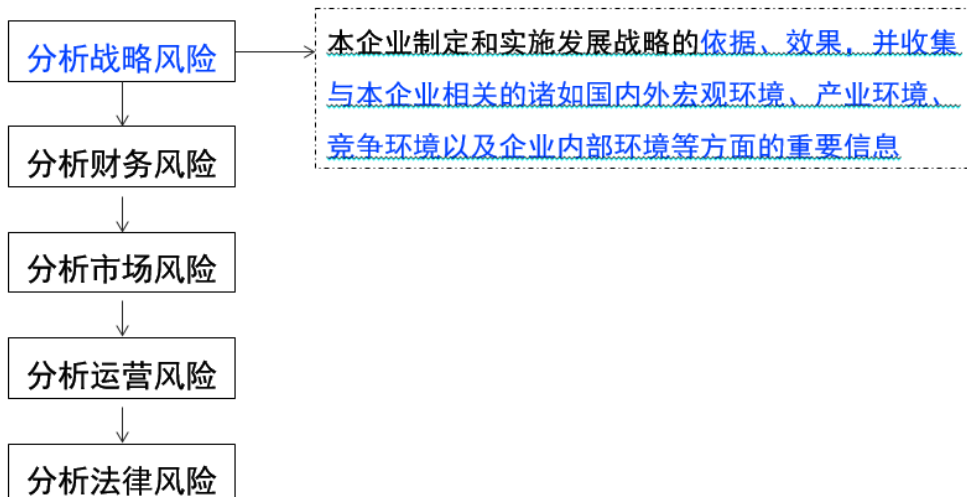 分析战略风险
本企业制定和实施发展战略的依据、效果，并收集
与本企业相关的诸如国内外宏观环境、产业环境、
竞争环境以及企业内部环境等方面的重要信息
分析财务风险
分析市场风险
分析运营风险
分析法律风险